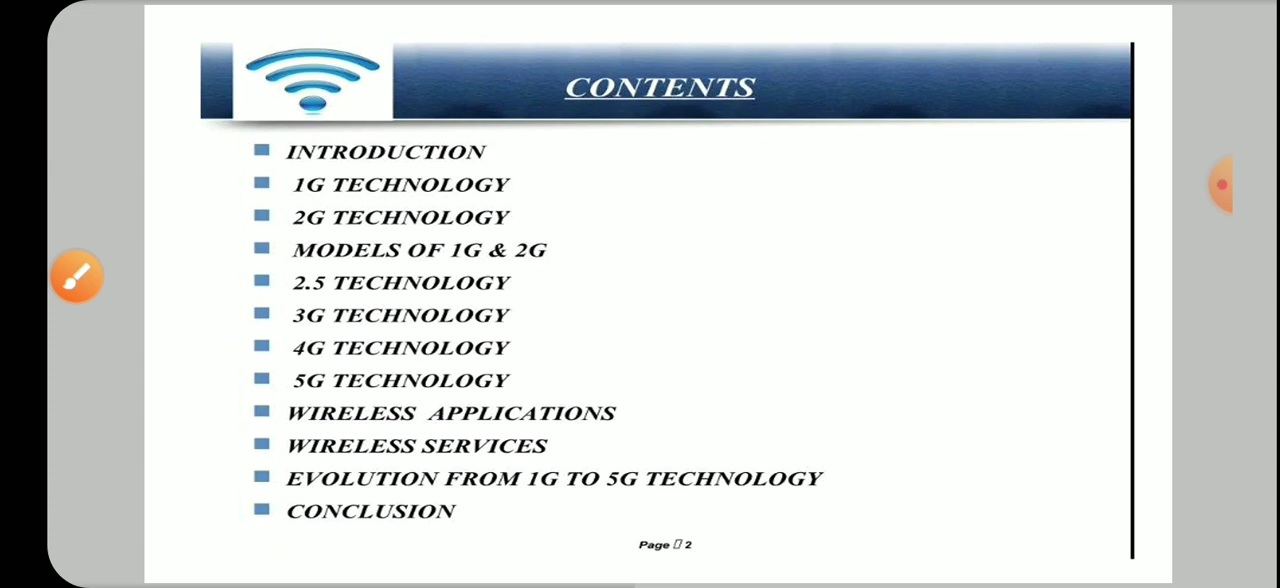 CONTENTS
INTRODUCTION
1G TECHNOLOGY
2G TECHNOLOGY
MODELS OF 1G & 2G
2.5 TECHNOLOGY
3G TECHNOLOGY
4G TECHNOLOGY
5G TECHNOLOGY
WIRELESS APPLICATIONS
WIRELESS SERVICES
EVOLUTION FROM 1G TO 5G TECHNOLOGY
CONCLUSION
Page 2